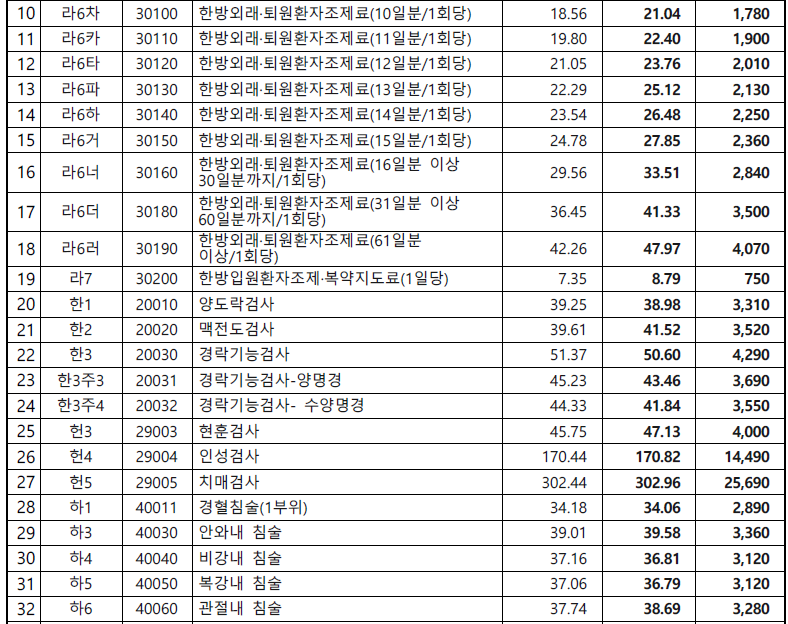 10 라6차 30100 한방외래·퇴원환자조제료(10일분/1회당) 18.56 21.04 1,780
11 라6카 30110 한방외래·퇴원환자조제료(11일분/1회당) 19.80 22.40 1,900
12 라6타 30120 한방외래·퇴원환자조제료(12일분/1회당) 21.05 23.76 2,010
13 라6파 30130 한방외래·퇴원환자조제료(13일분/1회당) 22.29 25.12 2,130
14 라6하 30140 한방외래·퇴원환자조제료(14일분/1회당) 23.54 26.48 2,250
15 라6거 30150 한방외래·퇴원환자조제료(15일분/1회당) 24.78 27.85 2,360
16 라6너 30160 한방외래·퇴원환자조제료(16일분 이상
30일분까지/1회당) 29.56 33.51 2,840
17 라6더 30180 한방외래·퇴원환자조제료(31일분 이상
60일분까지/1회당) 36.45 41.33 3,500
18 라6러 30190 한방외래·퇴원환자조제료(61일분
이상/1회당) 42.26 47.97 4,070
19 라7 30200 한방입원환자조제·복약지도료(1일당) 7.35 8.79 750
20 한1 20010 양도락검사 39.25 38.98 3,310
21 한2 20020 맥전도검사 39.61 41.52 3,520
22 한3 20030 경락기능검사 51.37 50.60 4,290
23 한3주3 20031 경락기능검사-양명경 45.23 43.46 3,690
24 한3주4 20032 경락기능검사- 수양명경 44.33 41.84 3,550
25 헌3 29003 현훈검사 45.75 47.13 4,000
26 헌4 29004 인성검사 170.44 170.82 14,490
27 헌5 29005 치매검사 302.44 302.96 25,690
28 하1 40011 경혈침술(1부위) 34.18 34.06 2,890
29 하3 40030 안와내 침술 39.01 39.58 3,360
30 하4 40040 비강내 침술 37.16 36.81 3,120
31 하5 40050 복강내 침술 37.06 36.79 3,120
32 하6 40060 관절내 침술 37.74 38.69 3,280